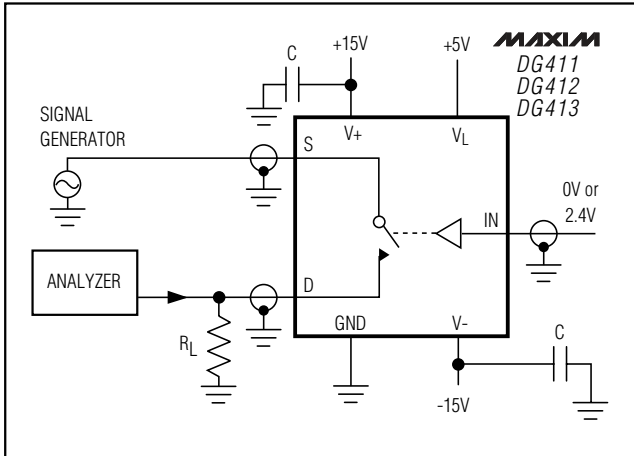 MAXIM
DG411
DG412
DG413
C
+15V
+5V
SIGNAL
GENERATOR
V+
VL
S
IN
0V or
2.4V
ANALYZER
D
RL
GND
V-
C
-15V